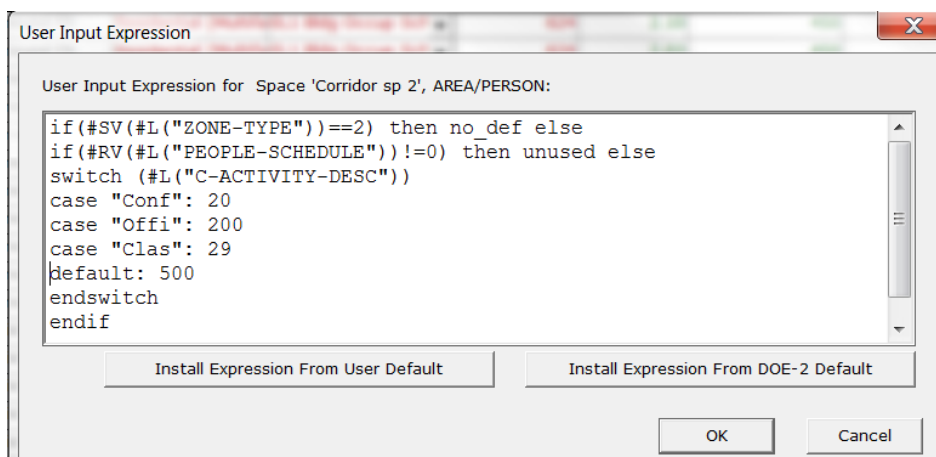 User Input Expression
X
User Input Expression for Space 'Corridor sp 2', AREA/PERSON:
if(#SV(#L("ZONE-TYPE"))==2) then no_def else
if(#RV(#L("PEOPLE-SCHEDULE"))!=0) then unused else
switch (#L("C-ACTIVITY-DESC"))
case "Conf": 20
case "Offi": 200
case "Clas": 29
default: 500
endswitch
endif
Install Expression From User Default
Install Expression From DOE-2 Default
OK
Cancel